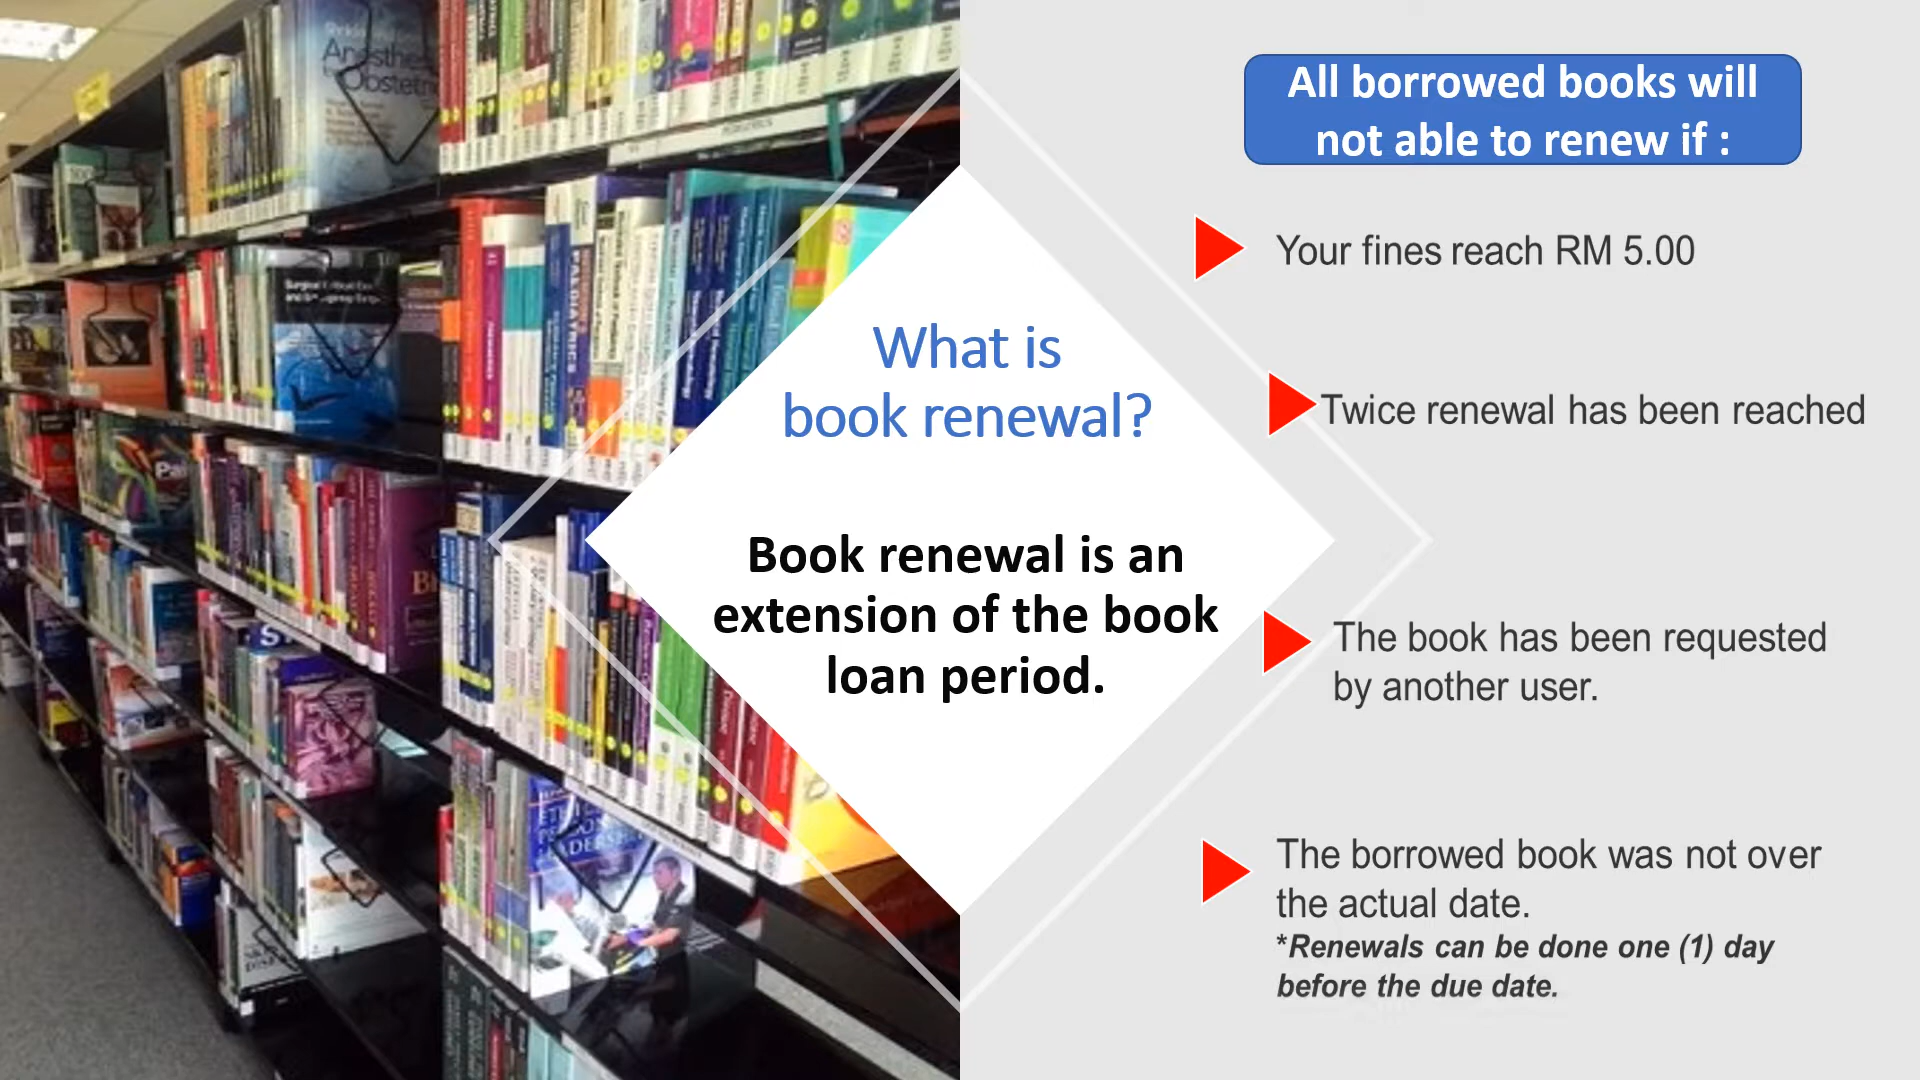 What is
book renewal?
Book renewal is an
extension of the book
loan period.
All borrowed books will
not able to renew if :
Your fines reach RM 5.00
Twice renewal has been reached
The book has been requested
by another user.
The borrowed book was not over
the actual date.
*Renewals can be done one (1) day
before the due date.